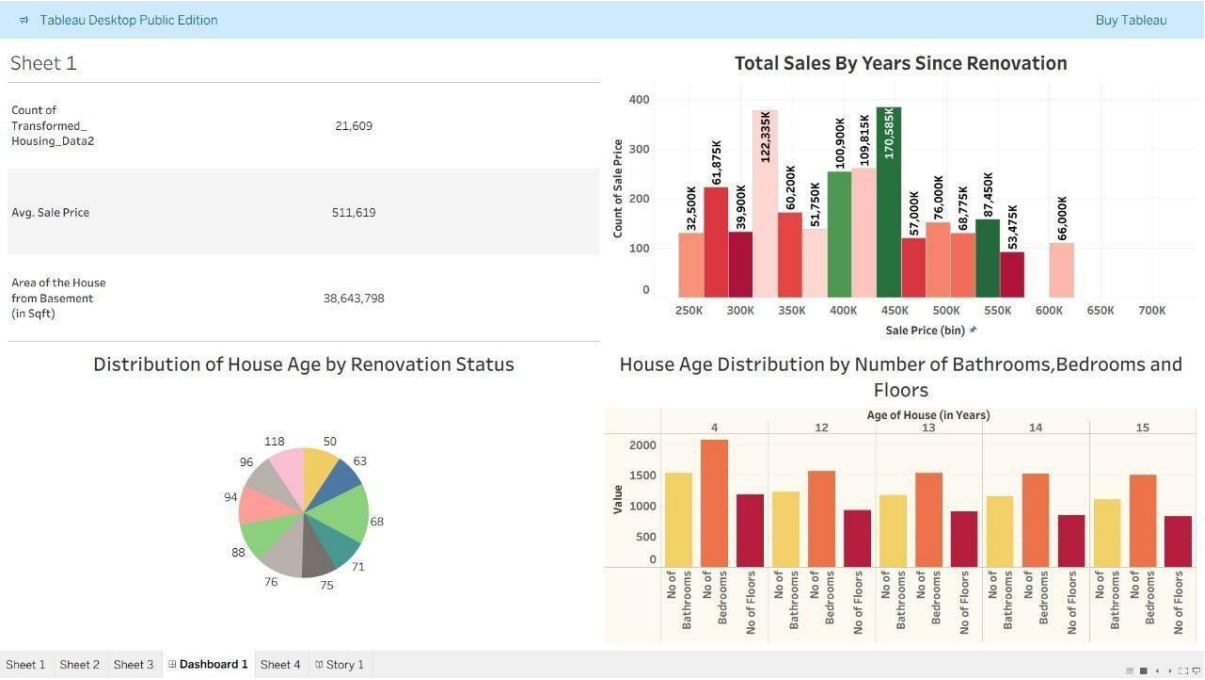 Tableau Desktop Public Edition
Buy Tableau
Sheet 1
Count of
Transformed_
Housing_Data2
21,609
Avg. Sale Price
511,619
Area of the House
from Basement
(in Sqft)
38,643,798
Total Sales By Years Since Renovation
Count of Sale Price
400
300
200
100
0
32,500K
61,875K
39,900K
122,335K
60,200K
51,750K
100,900K
109,815K
170,585K
57,000K
76,000K
68,775K
87,450K
53,475K
66,000K
250K 300K 350K 400K 450K 500K 550K 600K 650K 700K
Sale Price (bin)
Distribution of House Age by Renovation Status
118
50
96
63
94
68
88
71
76
75
House Age Distribution by Number of Bathrooms,Bedrooms and
Floors
Age of House (in Years)
4 12 13 14 15
Value
2000
1500
1000
500
0
No of
Bathrooms
No of
Bedrooms
No of Floors
No of
Bathrooms
No of
Bedrooms
No of Floors
No of
Bathrooms
No of
Bedrooms
No of Floors
No of
Bathrooms
No of
Bedrooms
No of Floors
No of
Bathrooms
No of
Bedrooms
No of Floors
Sheet 1 Sheet 2 Sheet 3 Dashboard 1 Sheet 4 Story 1